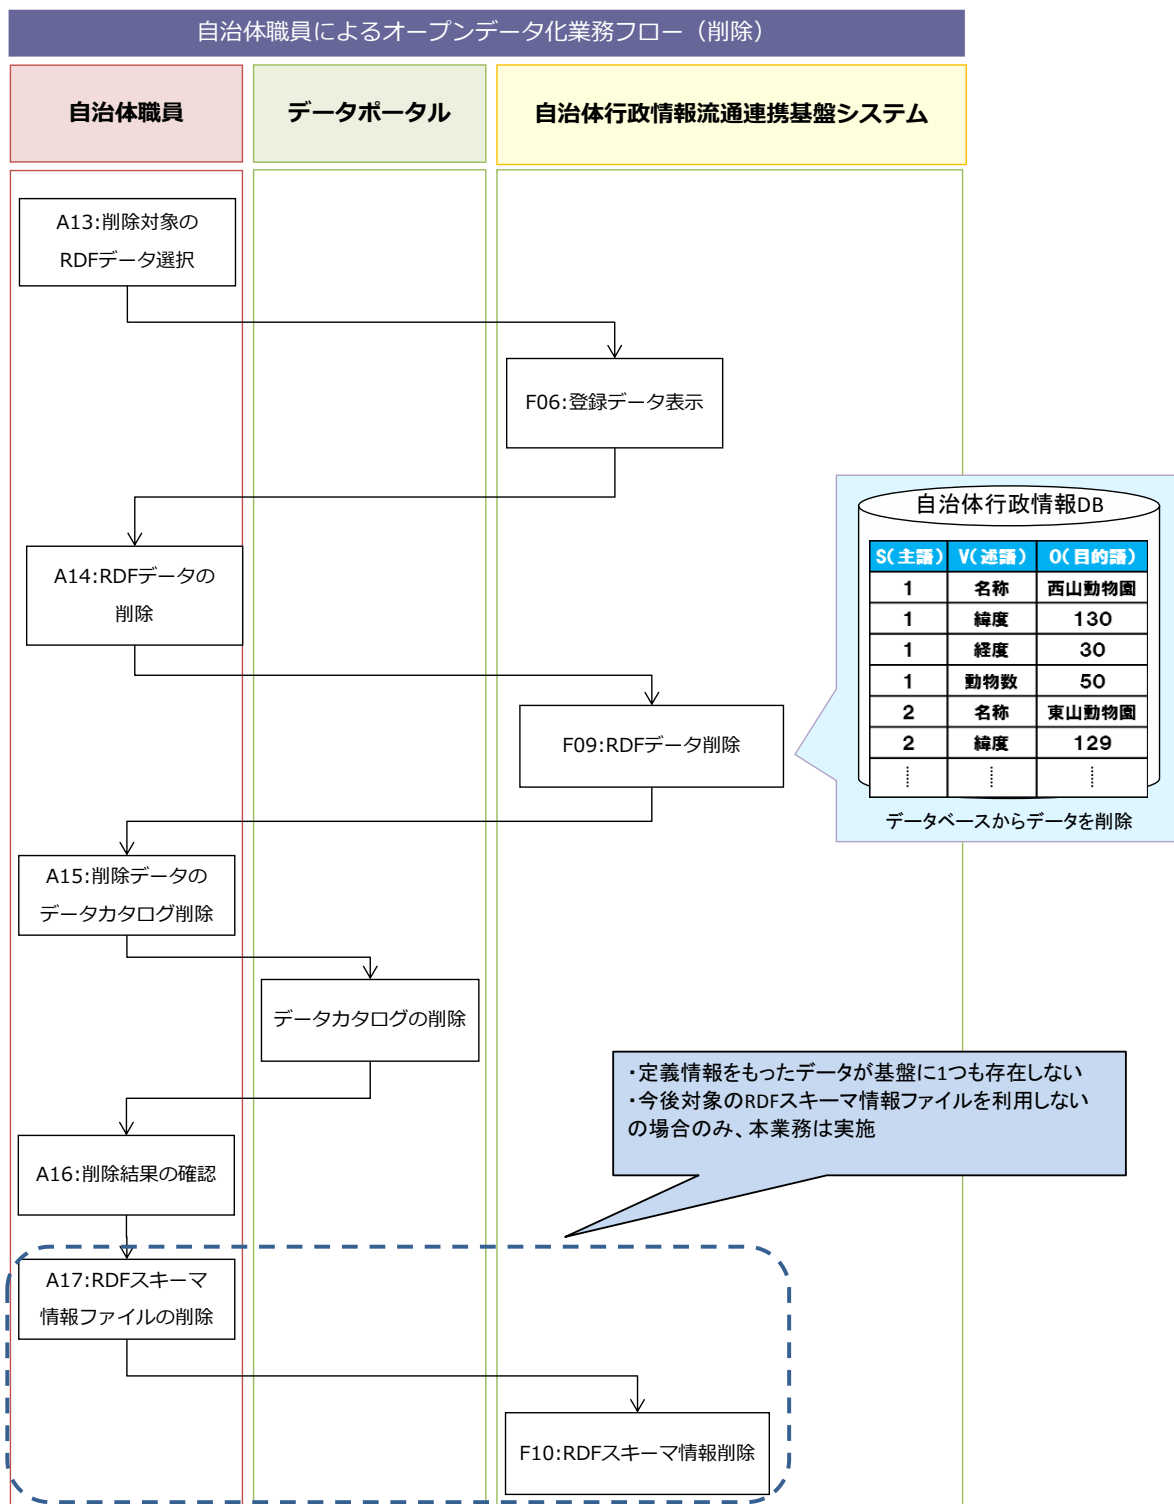 自治体職員によるオープンデータ化業務フロー（削除）
自治体職員
データポータル
自治体行政情報流通連携基盤システム
A13:削除対象の
RDFデータ選択
F06:登録データ表示
自治体行政情報DB
S(主語) V(述語) O(目的語)
1 名称 西山動物園
1 緯度 130
1 経度 30
1 動物数 50
2 名称 東山動物園
2 緯度 129
データベースからデータを削除
A14:RDFデータの
削除
F09:RDFデータ削除
A15:削除データの
データカタログ削除
データカタログの削除
・定義情報をもったデータが基盤に1つも存在しない
・今後対象のRDFスキーマ情報ファイルを利用しない
の場合のみ、本業務は実施
A16:削除結果の確認
A17:RDFスキーマ
情報ファイルの削除
F10:RDFスキーマ情報削除